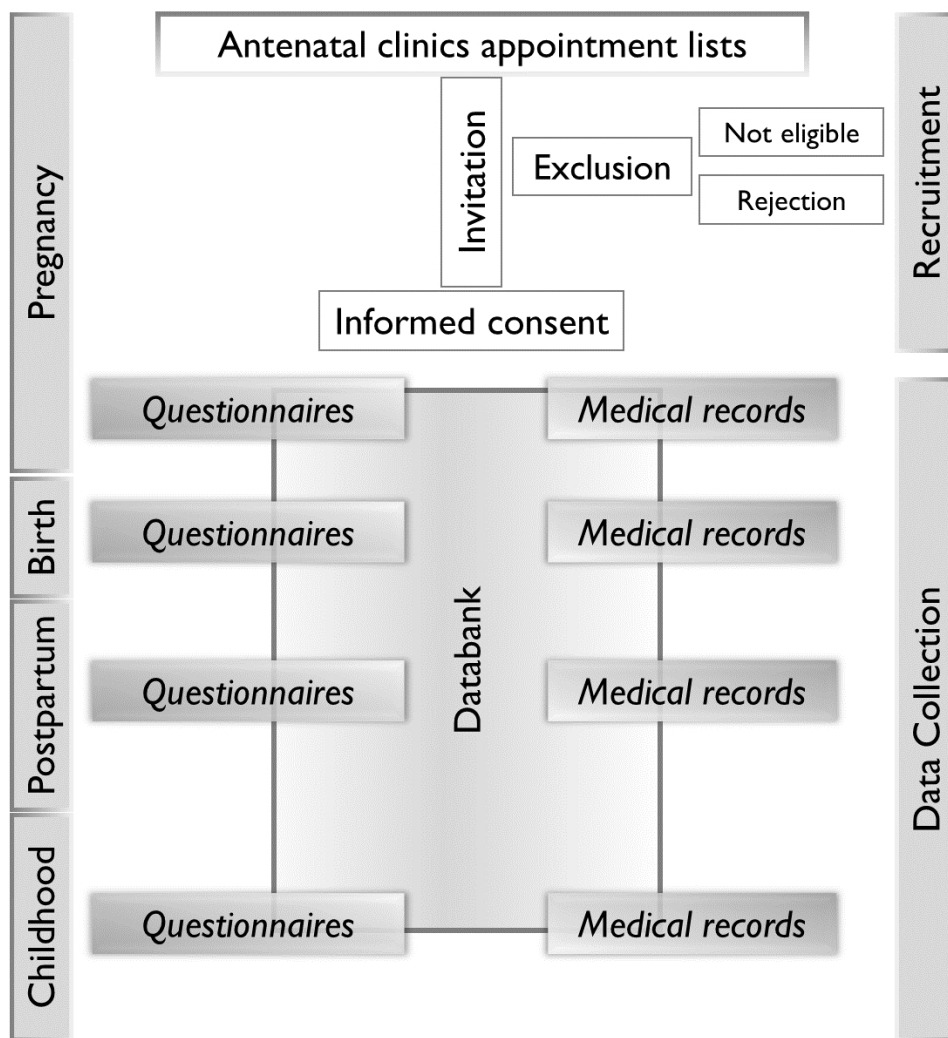 Antenatal clinics appointment lists
Pregnancy
Invitation
Exclusion
Not eligible
Rejection
Recruitment
Informed consent
Questionnaires
Medical records
Birth
Questionnaires
Medical records
Databank
Postpartum
Questionnaires
Medical records
Data Collection
Childhood
Questionnaires
Medical records